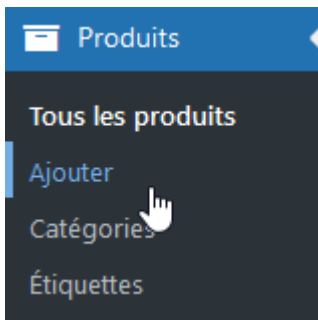 Produits
Tous les produits
Ajouter
Catégories
Étiquettes